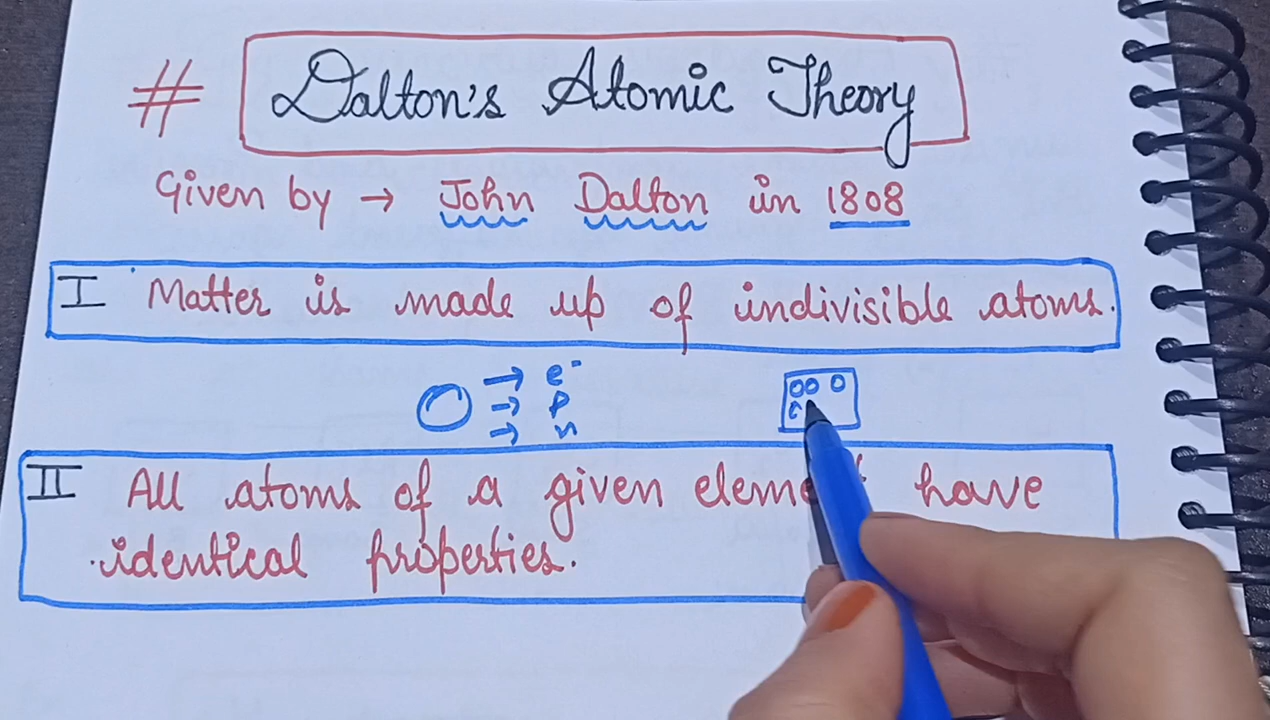 # Dalton's Atomic Theory
Given by → John Dalton in 1808
I Matter is made up of indivisible atoms.
→ e⁻
→ p
→ n
II All atoms of a given element have
identical properties.